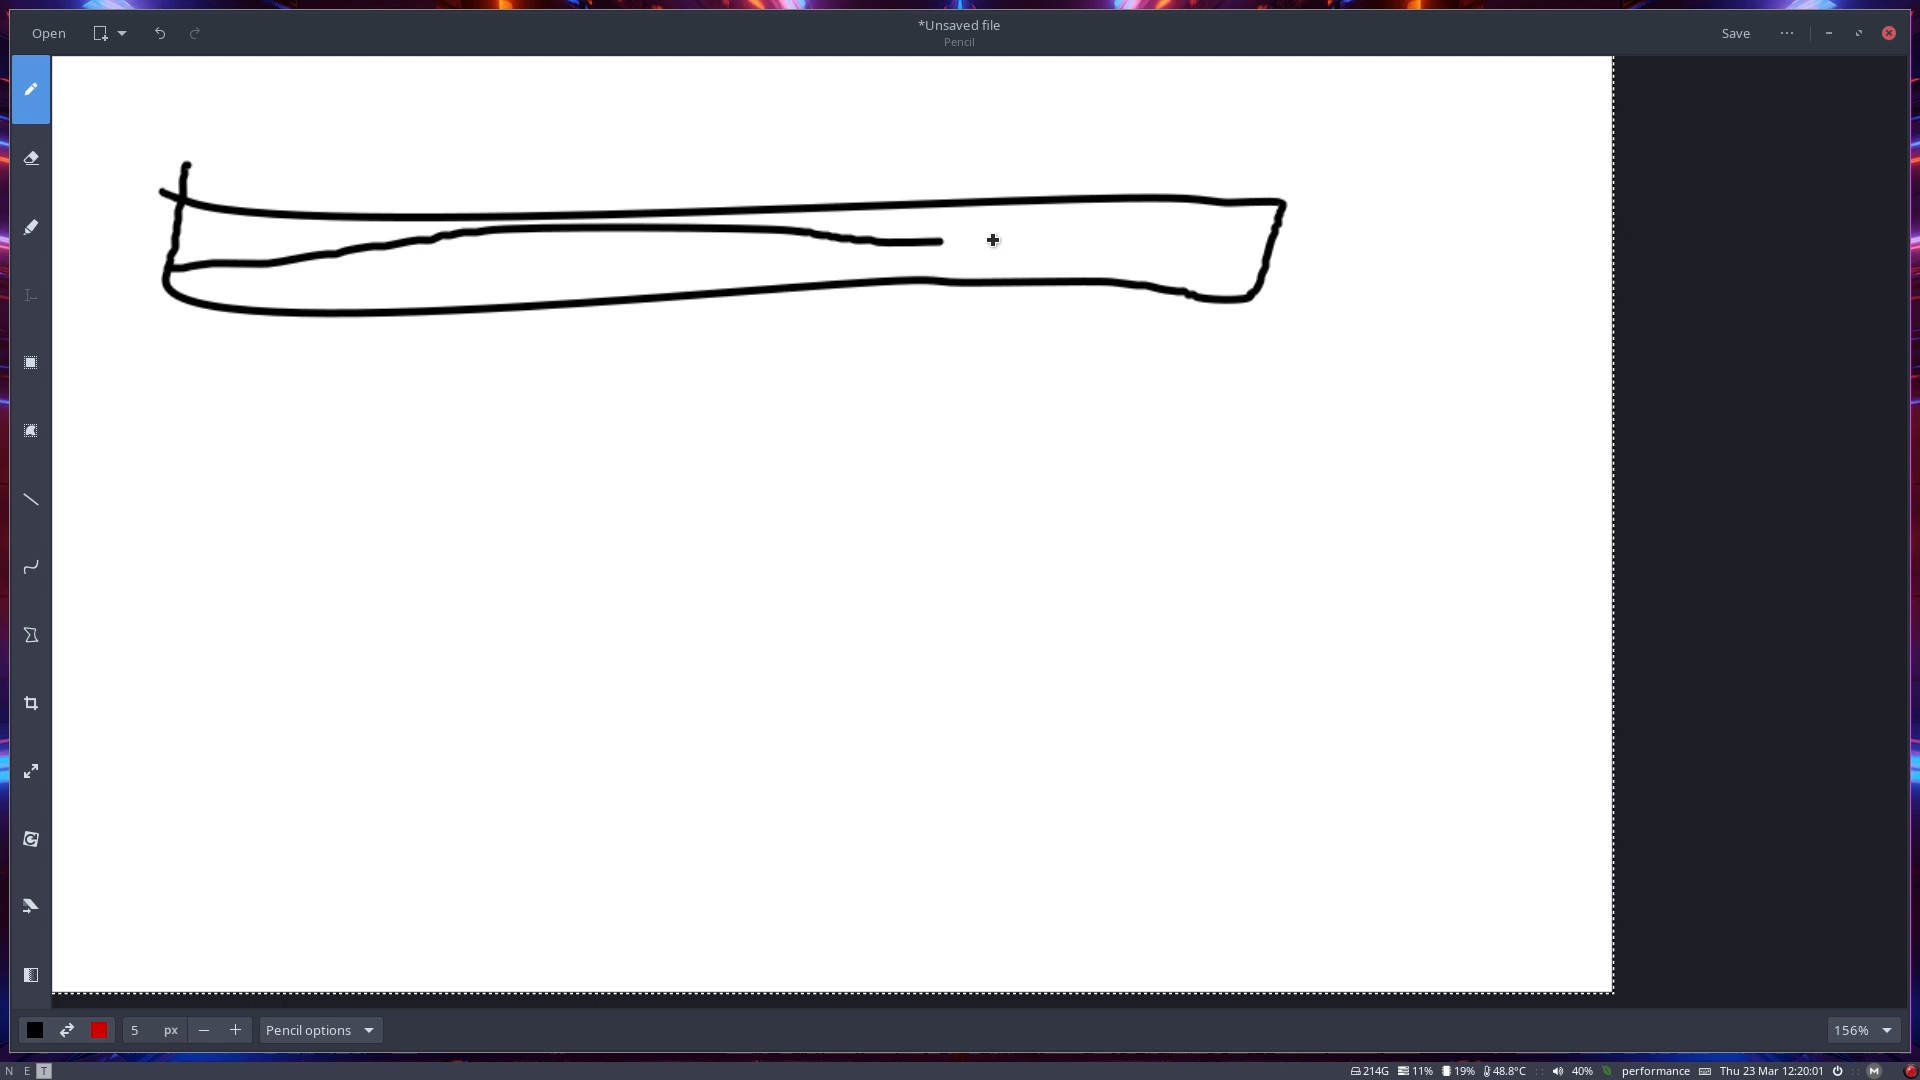 *Unsaved file
Open
Save
Pencil
5 px
Pencil options
156%
N E T
214G 11% 19% 48.8°C 40% performance Thu 23 Mar 12:20:01 M